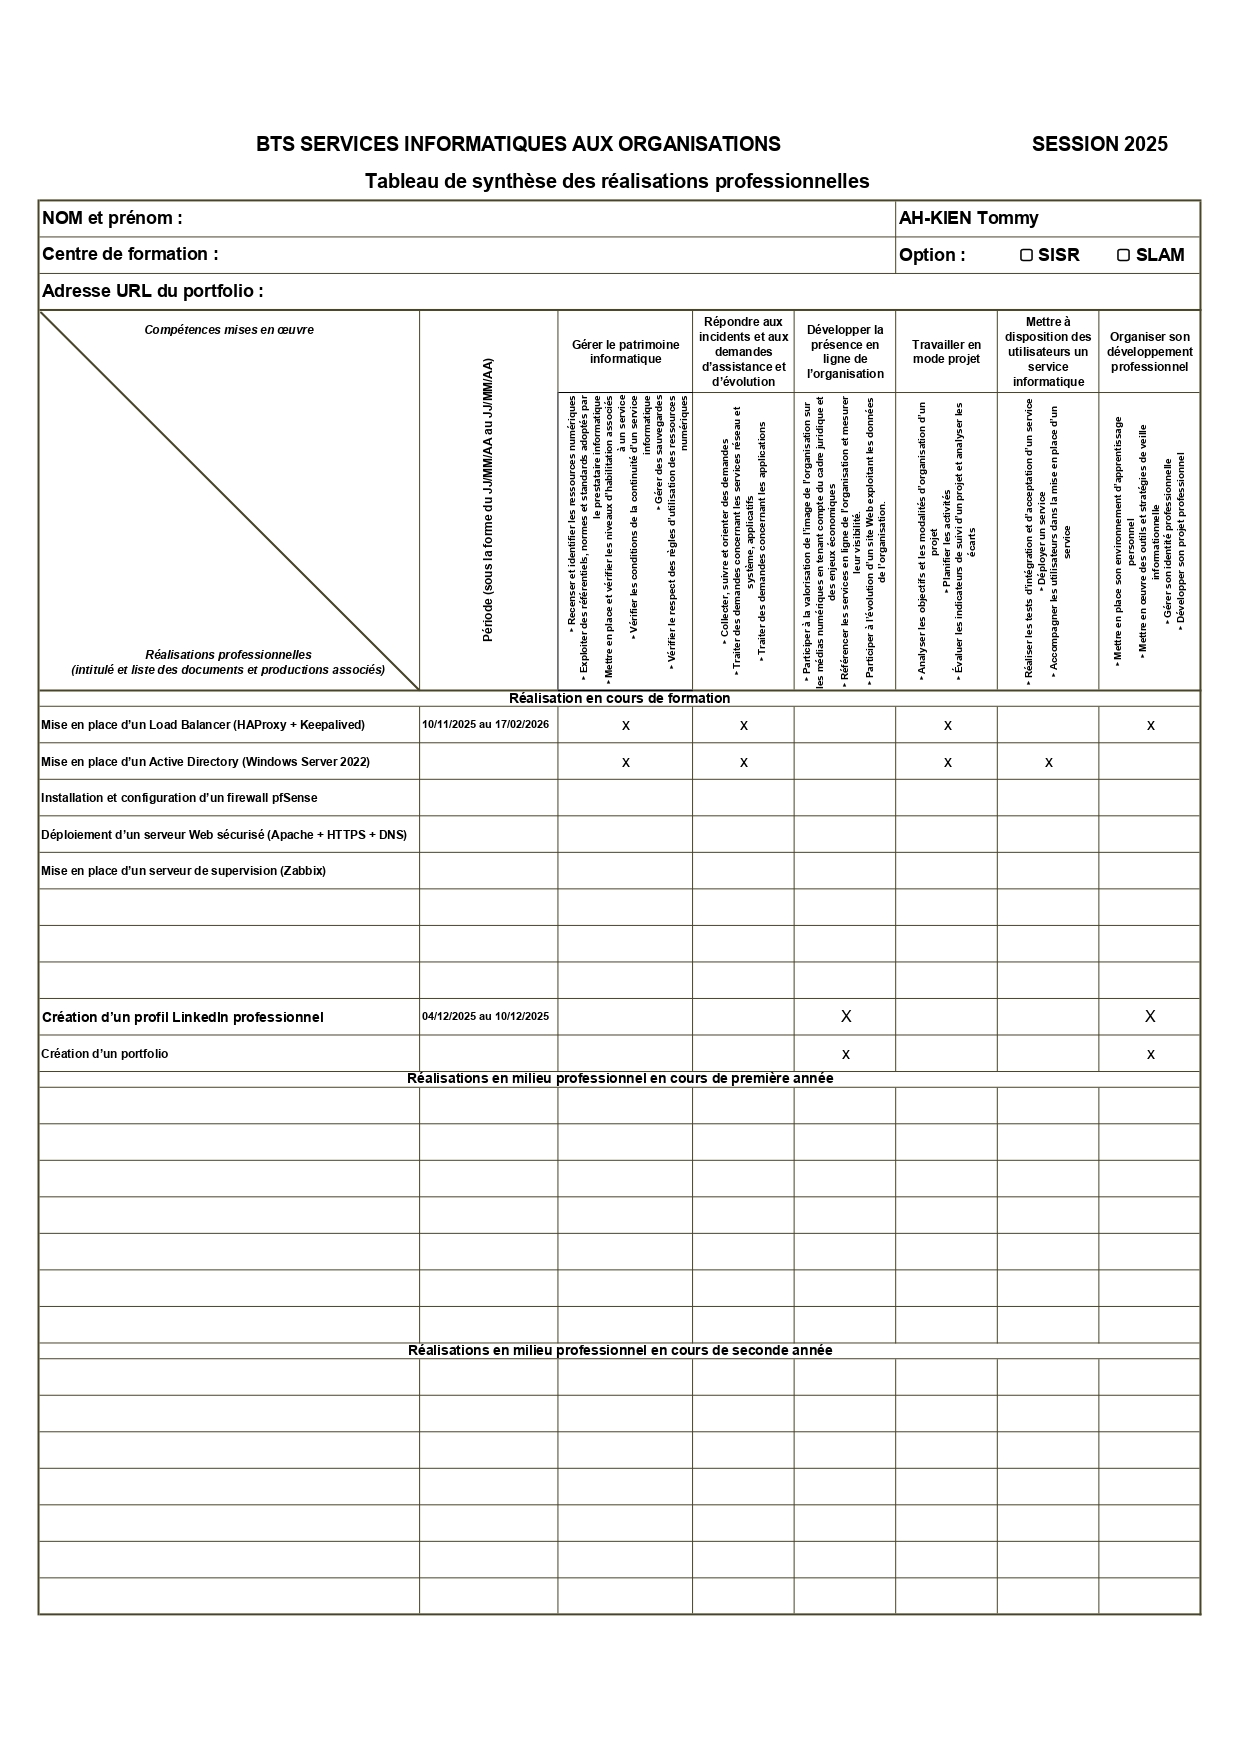 BTS SERVICES INFORMATIQUES AUX ORGANISATIONS SESSION 2025
Tableau de synthèse des réalisations professionnelles
NOM et prénom : AH-KIEN Tommy
Centre de formation : Option : ▢ SISR ▢ SLAM
Adresse URL du portfolio :
Compétences mises en œuvre
Réalisations professionnelles
(intitulé et liste des documents et productions associés)
Période (sous la forme du JJ/MM/AA au JJ/MM/AA)
Gérer le patrimoine
informatique
Répondre aux
incidents et aux
demandes
d’assistance et
d’évolution
Développer la
présence en
ligne de
l’organisation
Travailler en
mode projet
Mettre à
disposition des
utilisateurs un
service
informatique
Organiser son
développement
professionnel
‣ Recenser et identifier les ressources numériques
‣ Exploiter des référentiels, normes et standards adoptés par
le prestataire informatique
‣ Mettre en place et vérifier les niveaux d’habilitation associés
à un service
‣ Vérifier les conditions de la continuité d’un service
informatique
‣ Gérer des sauvegardes
‣ Vérifier le respect des règles d’utilisation des ressources
numériques
‣ Collecter, suivre et orienter des demandes
‣ Traiter des demandes concernant les services réseau et
système, applicatifs
‣ Traiter des demandes concernant les applications
‣ Participer à la valorisation de l’image de l’organisation sur
les médias numériques en tenant compte du cadre juridique et
des enjeux économiques
‣ Référencer les services en ligne de l’organisation et mesurer
leur visibilité.
‣ Participer à l’évolution d’un site Web exploitant les données
de l’organisation.
‣ Analyser les objectifs et les modalités d’organisation d’un
projet
‣ Planifier les activités
‣ Évaluer les indicateurs de suivi d’un projet et analyser les
écarts
‣ Réaliser les tests d’intégration et d’acceptation d’un service
‣ Déployer un service
‣ Accompagner les utilisateurs dans la mise en place d’un
service
‣ Mettre en place son environnement d’apprentissage
personnel
‣ Mettre en œuvre des outils et stratégies de veille
informationnelle
‣ Gérer son identité professionnelle
‣ Développer son projet professionnel
Réalisation en cours de formation
Mise en place d’un Load Balancer (HAProxy + Keepalived) 10/11/2025 au 17/02/2026 x x x x
Mise en place d’un Active Directory (Windows Server 2022) x x x x
Installation et configuration d’un firewall pfSense
Déploiement d’un serveur Web sécurisé (Apache + HTTPS + DNS)
Mise en place d’un serveur de supervision (Zabbix)
Création d’un profil LinkedIn professionnel 04/12/2025 au 10/12/2025 X X
Création d’un portfolio x x
Réalisations en milieu professionnel en cours de première année
Réalisations en milieu professionnel en cours de seconde année